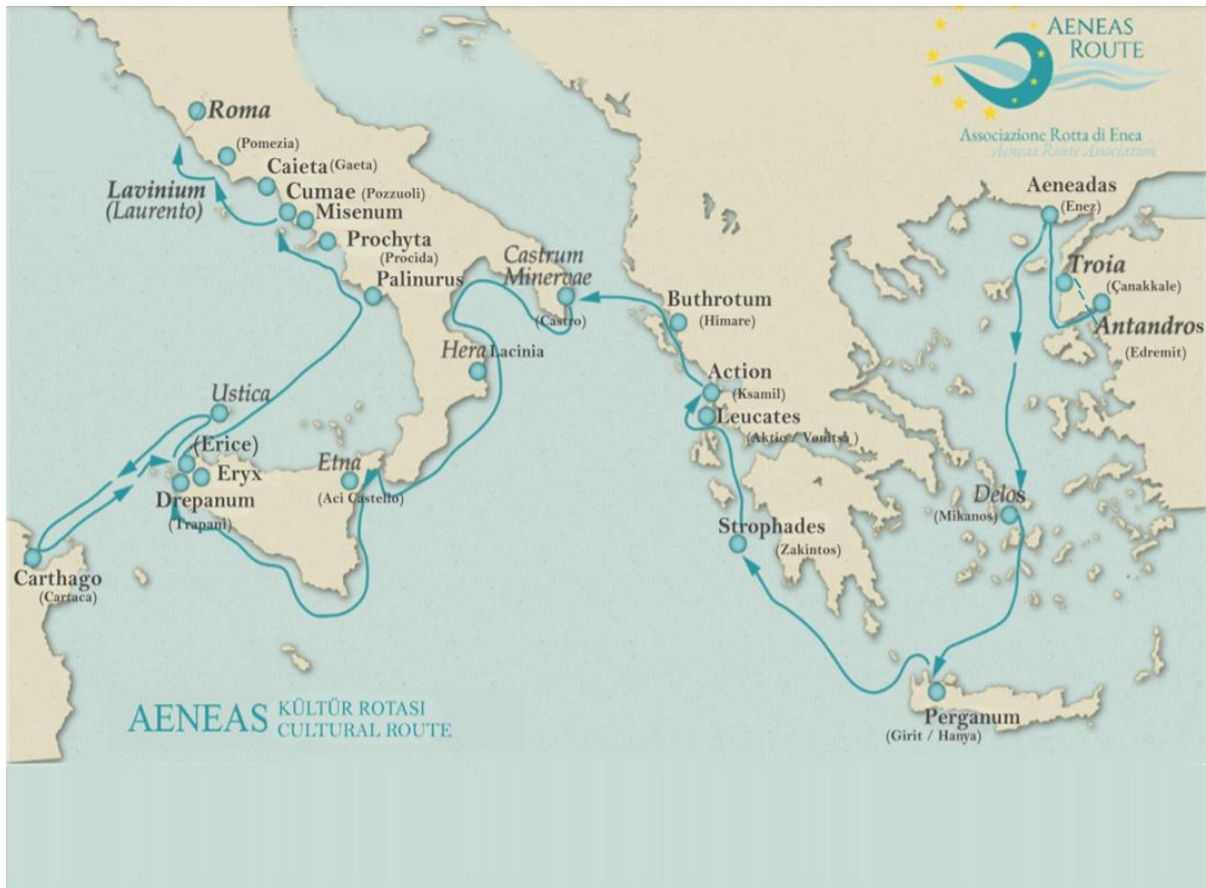 AENEAS
ROUTE
Associazione Rotta di Enea
Aeneas Route Association
Roma
(Pomezia)
Caieta (Gaeta)
Lavinium
(Laurento)
Cumae (Pozzuoli)
Misenum
Prochyta
(Procida)
Palinurus
Castrum
Minervae
(Castro)
Hera Lacinia
Ustica
(Erice)
Eryx
Drepanum
(Trapani)
Etna
(Aci Castello)
Carthago
(Cartaca)
Buthrotum
(Himare)
Action
(Ksamil)
Leucates
(Aktio / Vonitsa )
Strophades
(Zakintos)
Aeneadas
(Enez)
Troia
(Çanakkale)
Antandros
(Edremit)
Delos
(Mikanos)
Perganum
(Girit / Hanya)
AENEAS KÜLTÜR ROTASI
CULTURAL ROUTE